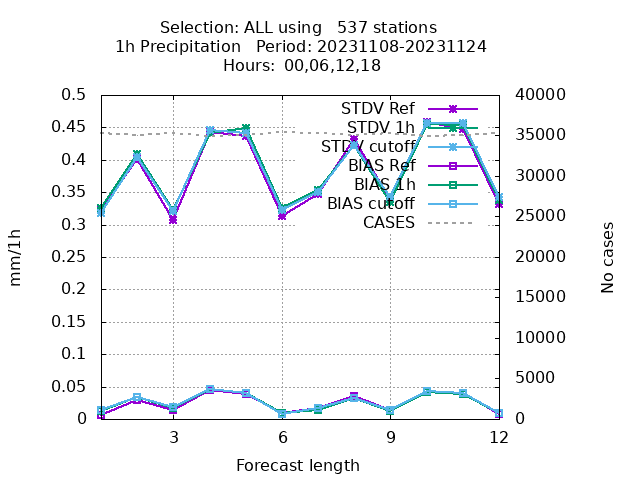 Selection: ALL using 537 stations
1h Precipitation Period: 20231108-20231124
Hours: 00,06,12,18
0.5
0.45
0.4
0.35
0.3
0.25
0.2
0.15
0.1
0.05
0
mm/1h
40000
35000
30000
25000
20000
15000
10000
5000
0
No cases
STDV Ref
STDV 1h
STDV cutoff
BIAS Ref
BIAS 1h
BIAS cutoff
CASES
3
6
9
12
Forecast length